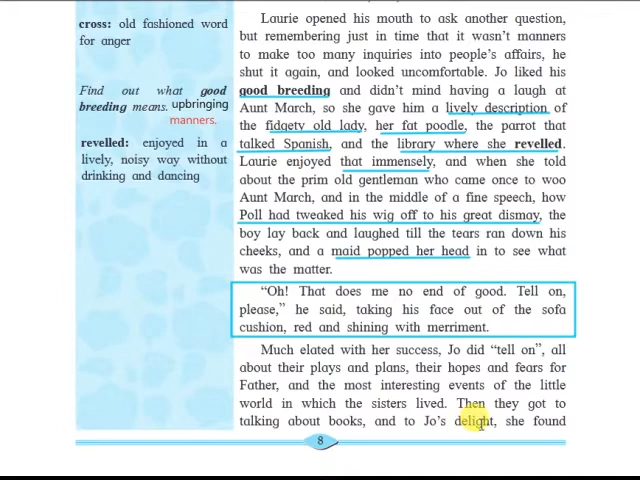 cross: old fashioned word
for anger
Find out what good
breeding means. upbringing
manners.
revelled: enjoyed in a
lively, noisy way without
drinking and dancing
Laurie opened his mouth to ask another question,
but remembering just in time that it wasn't manners
to make too many inquiries into people's affairs, he
shut it again, and looked uncomfortable. Jo liked his
good breeding and didn't mind having a laugh at
Aunt March, so she gave him a lively description of
the fidgety old lady, her fat poodle, the parrot that
talked Spanish, and the library where she revelled.
Laurie enjoyed that immensely, and when she told
about the prim old gentleman who came once to woo
Aunt March, and in the middle of a fine speech, how
Poll had tweaked his wig off to his great dismay, the
boy lay back and laughed till the tears ran down his
cheeks, and a maid popped her head in to see what
was the matter.
"Oh! That does me no end of good. Tell on,
please," he said, taking his face out of the sofa
cushion, red and shining with merriment.
Much elated with her success, Jo did "tell on", all
about their plays and plans, their hopes and fears for
Father, and the most interesting events of the little
world in which the sisters lived. Then they got to
talking about books, and to Jo's delight, she found
8